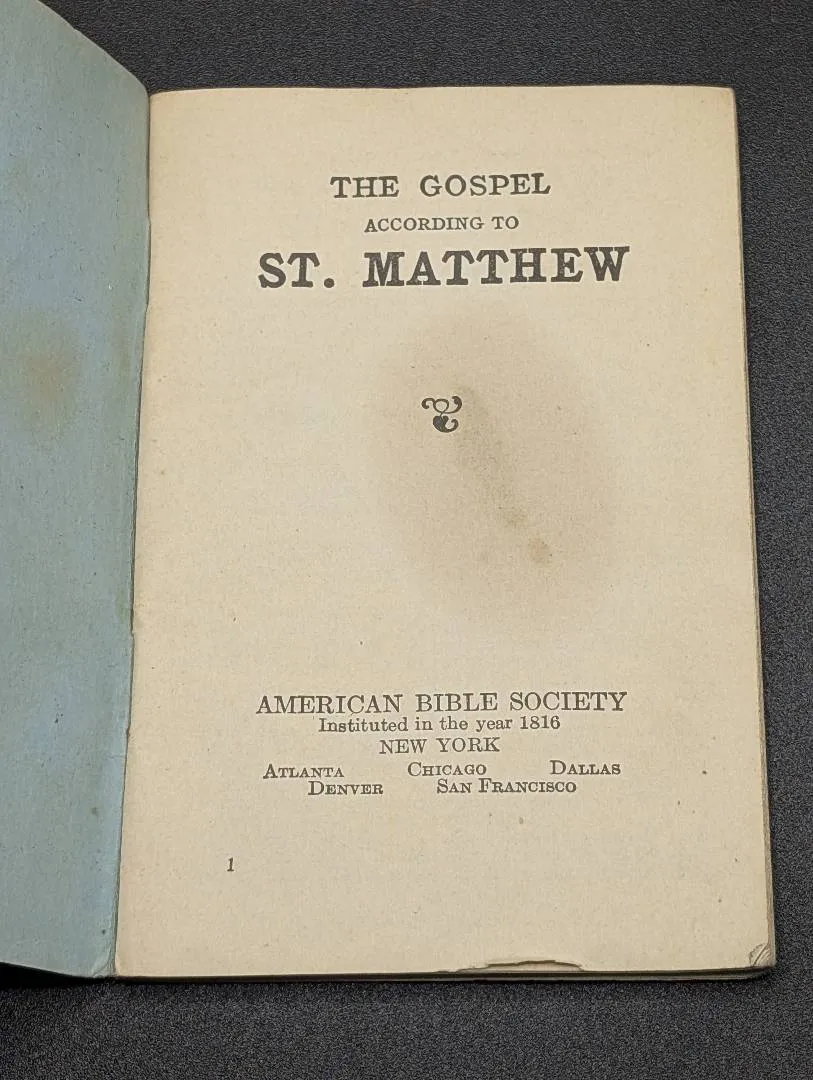 THE GOSPEL
ACCORDING TO
ST. MATTHEW
AMERICAN BIBLE SOCIETY
Instituted in the year 1816
NEW YORK
ATLANTA CHICAGO DALLAS
DENVER SAN FRANCISCO
1